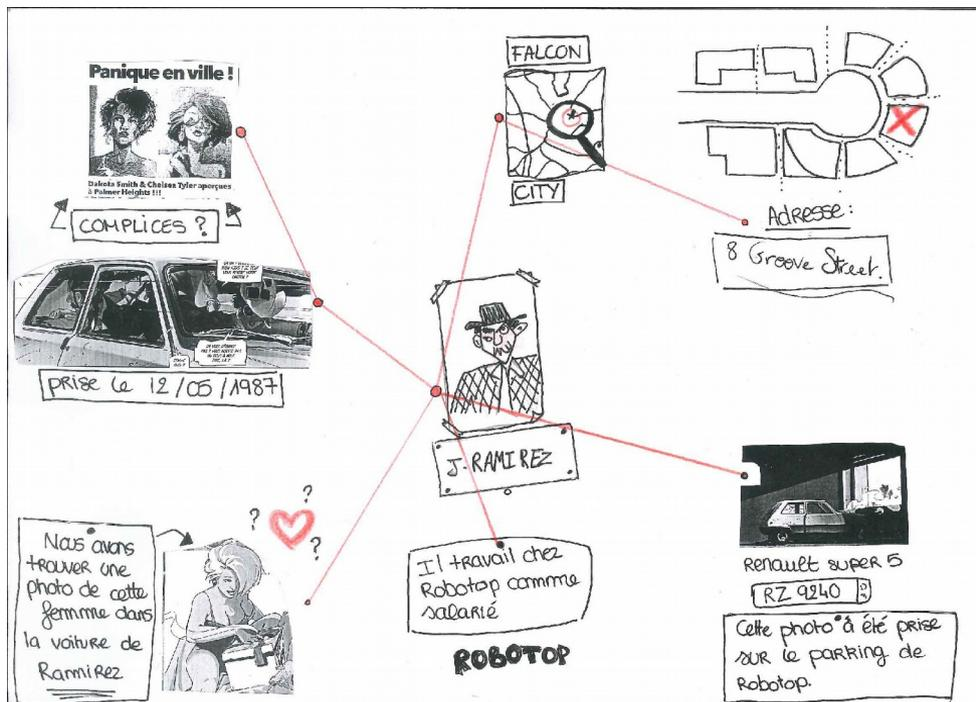 Panique en ville !
Dakota Smith & Chelsea Tyler aperçues
à Palmer Heights !!!
COMPLICES ?
prise le 12/05/1987
FALCON
CITY
Adresse :
8 Groove Street.
J. RAMIREZ
Nous avons
trouver une
photo de cette
femmme dans
la voiture de
Ramirez
?
?
?
Il travail chez
Robotop commme
salarié
ROBOTOP
Renault super 5
RZ 9240
Cette photo à été prise
sur le parking de
Robotop.